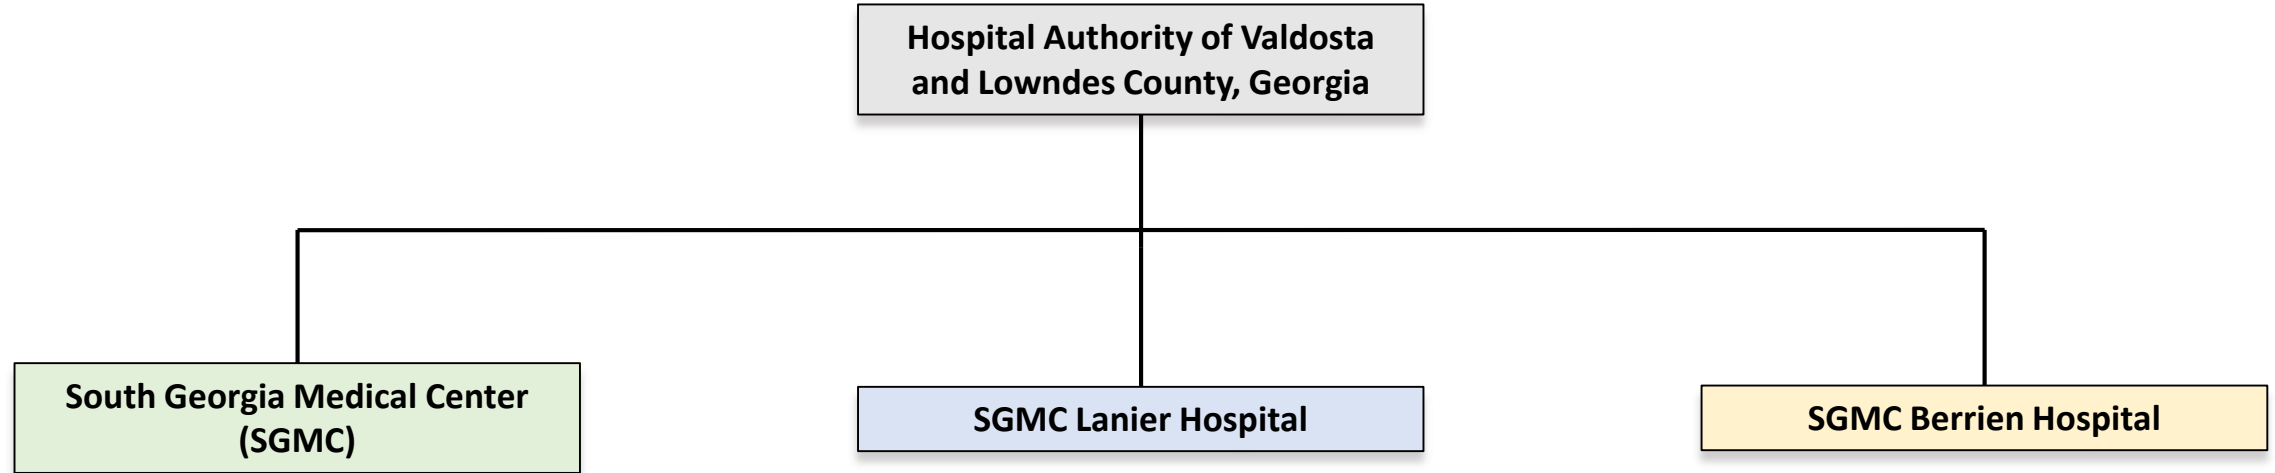 Hospital Authority of Valdosta
and Lowndes County, Georgia
South Georgia Medical Center
(SGMC)
SGMC Lanier Hospital
SGMC Berrien Hospital